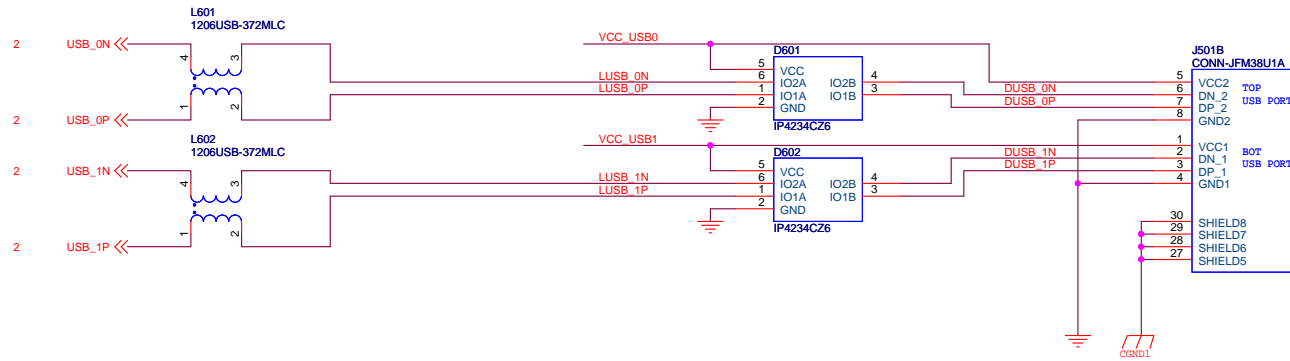 L601
1206USB-372MLC
2 USB_0N
4 3
1 2
2 USB_0P
L602
1206USB-372MLC
2 USB_1N
4 3
1 2
2 USB_1P
VCC_USB0
LUSB_0N
LUSB_0P
D601
5 VCC
6 IO2A IO2B 4
1 IO1A IO1B 3
2 GND
IP4234CZ6
DUSB_0N
DUSB_0P
VCC_USB1
LUSB_1N
LUSB_1P
D602
5 VCC
6 IO2A IO2B 4
1 IO1A IO1B 3
2 GND
IP4234CZ6
DUSB_1N
DUSB_1P
J501B
CONN-JFM38U1A
5 VCC2 TOP
6 DN_2 USB PORT
7 DP_2
8 GND2
1 VCC1
2 DN_1 BOT
3 DP_1 USB PORT
4 GND1
30 SHIELD8
29 SHIELD7
28 SHIELD6
27 SHIELD5
CGND1